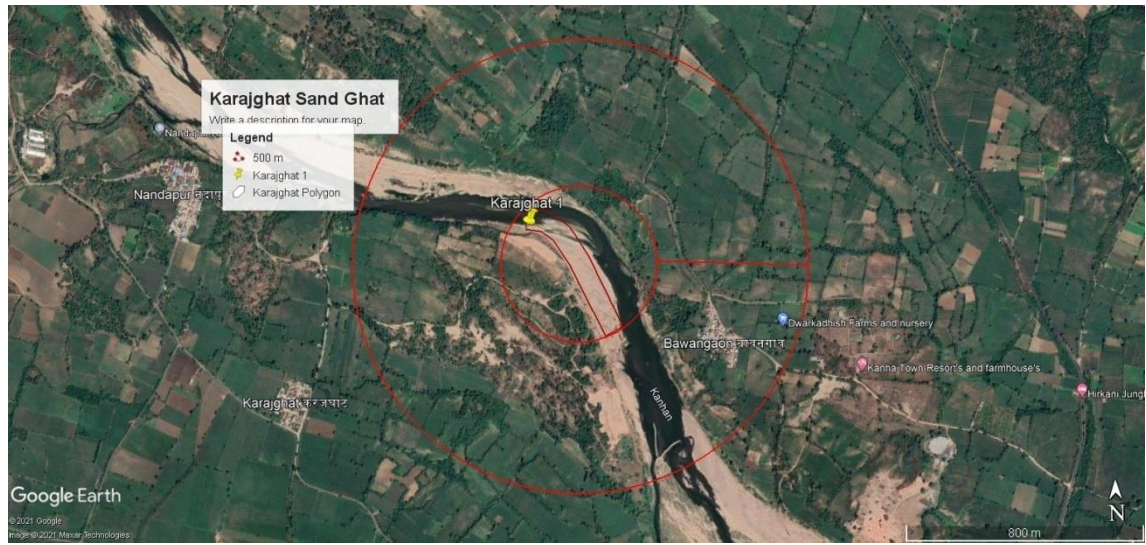 Karajghat Sand Ghat
Write a description for your map.
Legend
500 m
Karajghat 1
Karajghat Polygon
Nandapur
Karajghat 1
Karajghat करजघाट
Bawangaon बावनगाव
Dwarkadhish Farms and nursery
Kanna Town Resort's and farmhouse's
Hirkani Jungl
Kanhan
Google Earth
© 2021 Google
Image © 2021 Maxar Technologies
N
800 m